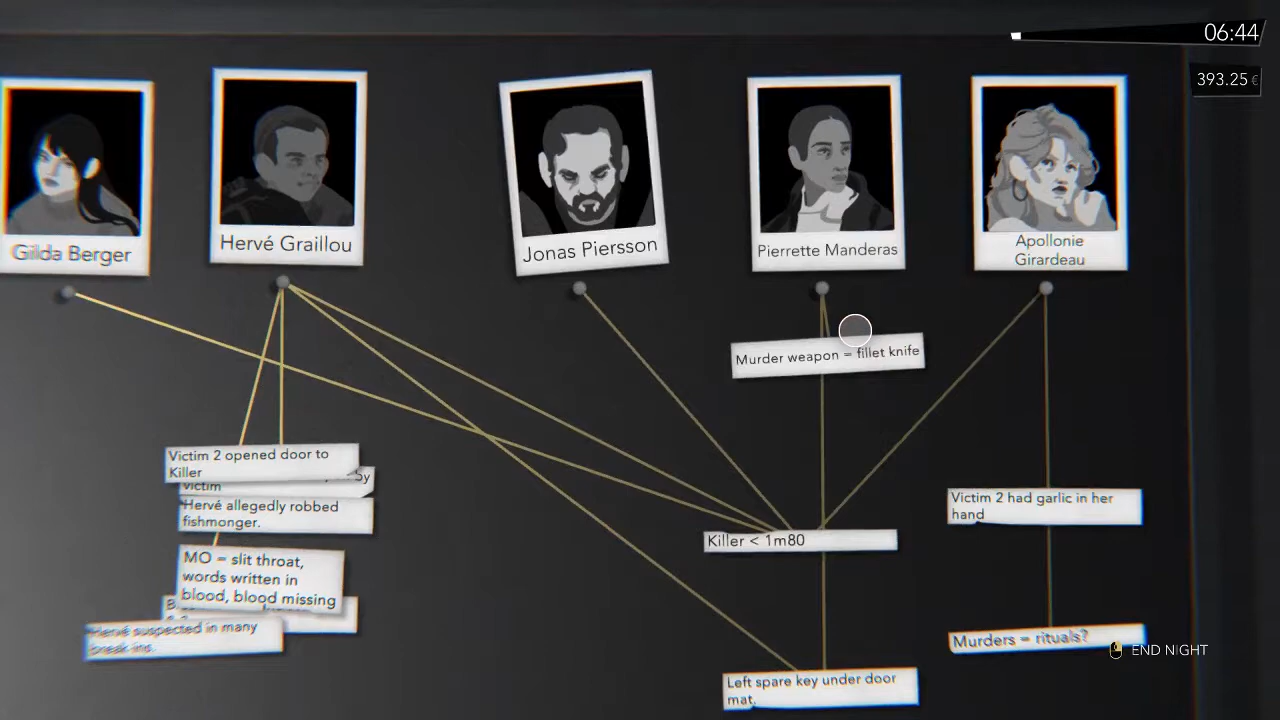 06:44
393.25 €
Gilda Berger
Hervé Graillou
Jonas Piersson
Pierrette Manderas
Apollonie
Girardeau
Murder weapon = fillet knife
Victim 2 opened door to
Killer
by
victim
Hervé allegedly robbed
fishmonger.
MO = slit throat,
words written in
blood, blood missing
Hervé suspected in many
break-ins.
Killer < 1m80
Left spare key under door
mat.
Victim 2 had garlic in her
hand
Murders = rituals?
END NIGHT